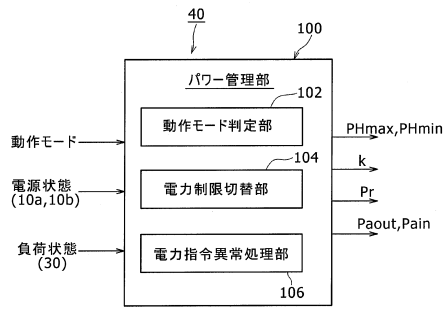 40
100
パワー管理部
102
動作モード判定部
104
電力制限切替部
電力指令異常処理部
106
動作モード
電源状態
(10a,10b)
負荷状態
(30)
PHmax,PHmin
k
Pr
Paout,Pain